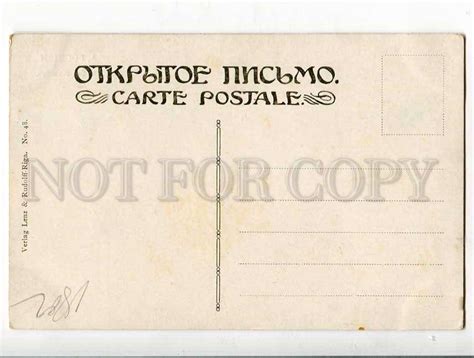 ОТКРЫТОЕ ПИСЬМО.
CARTE POSTALE.
NOT FOR COPY
Verlag Lenz & Rudolff Riga. No. 48.